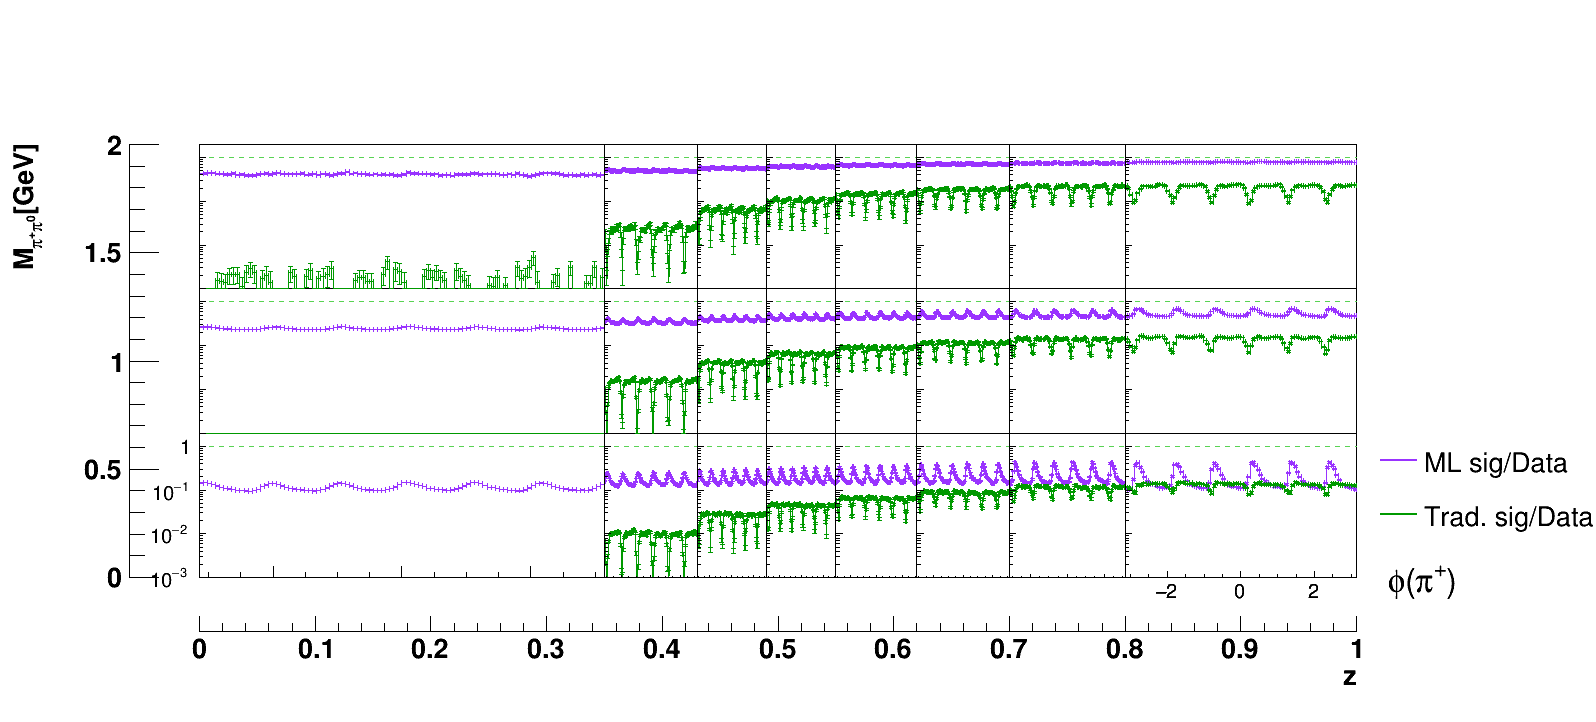 M_{π⁺π⁰}[GeV]
2
1.5
1
0.5
0
1
10⁻¹
10⁻²
10⁻³
ML sig/Data
Trad. sig/Data
−2 0 2
φ(π⁺)
0 0.1 0.2 0.3 0.4 0.5 0.6 0.7 0.8 0.9 1
z